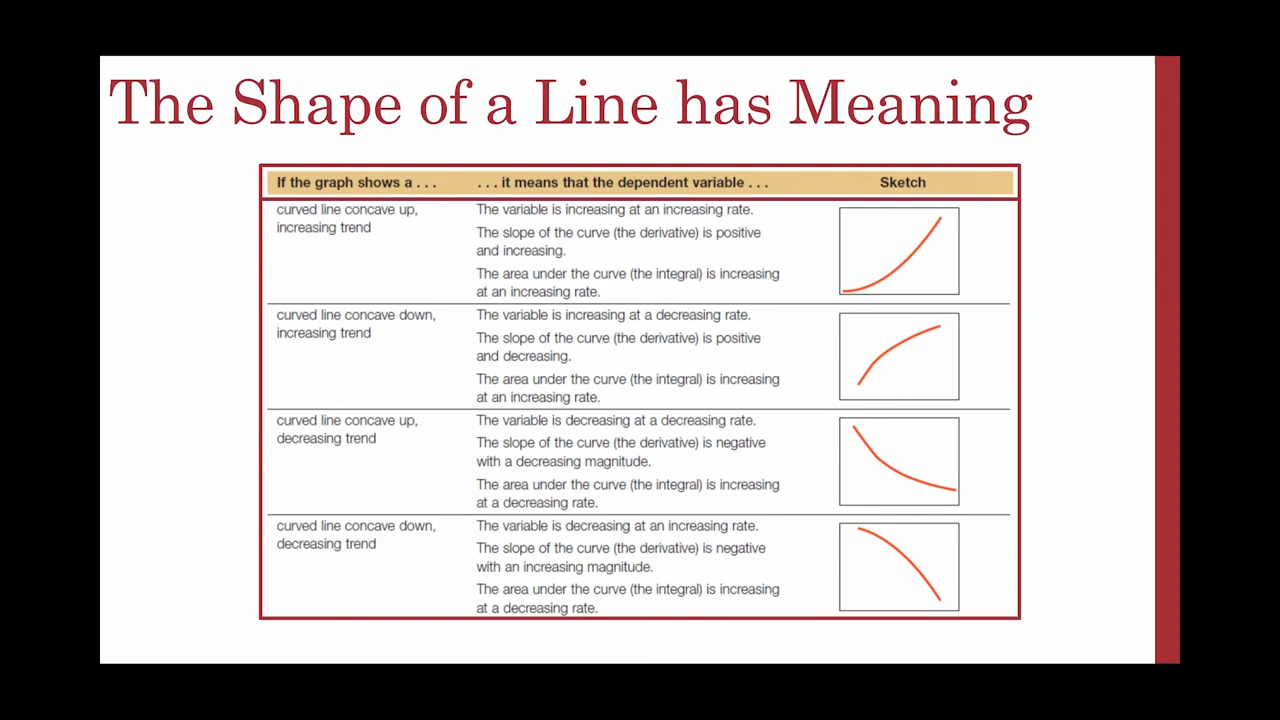 The Shape of a Line has Meaning
If the graph shows a . . . . . . it means that the dependent variable . . . Sketch
curved line concave up,
increasing trend
The variable is increasing at an increasing rate.
The slope of the curve (the derivative) is positive
and increasing.
The area under the curve (the integral) is increasing
at an increasing rate.
curved line concave down,
increasing trend
The variable is increasing at a decreasing rate.
The slope of the curve (the derivative) is positive
and decreasing.
The area under the curve (the integral) is increasing
at an increasing rate.
curved line concave up,
decreasing trend
The variable is decreasing at a decreasing rate.
The slope of the curve (the derivative) is negative
with a decreasing magnitude.
The area under the curve (the integral) is increasing
at a decreasing rate.
curved line concave down,
decreasing trend
The variable is decreasing at an increasing rate.
The slope of the curve (the derivative) is negative
with an increasing magnitude.
The area under the curve (the integral) is increasing
at a decreasing rate.